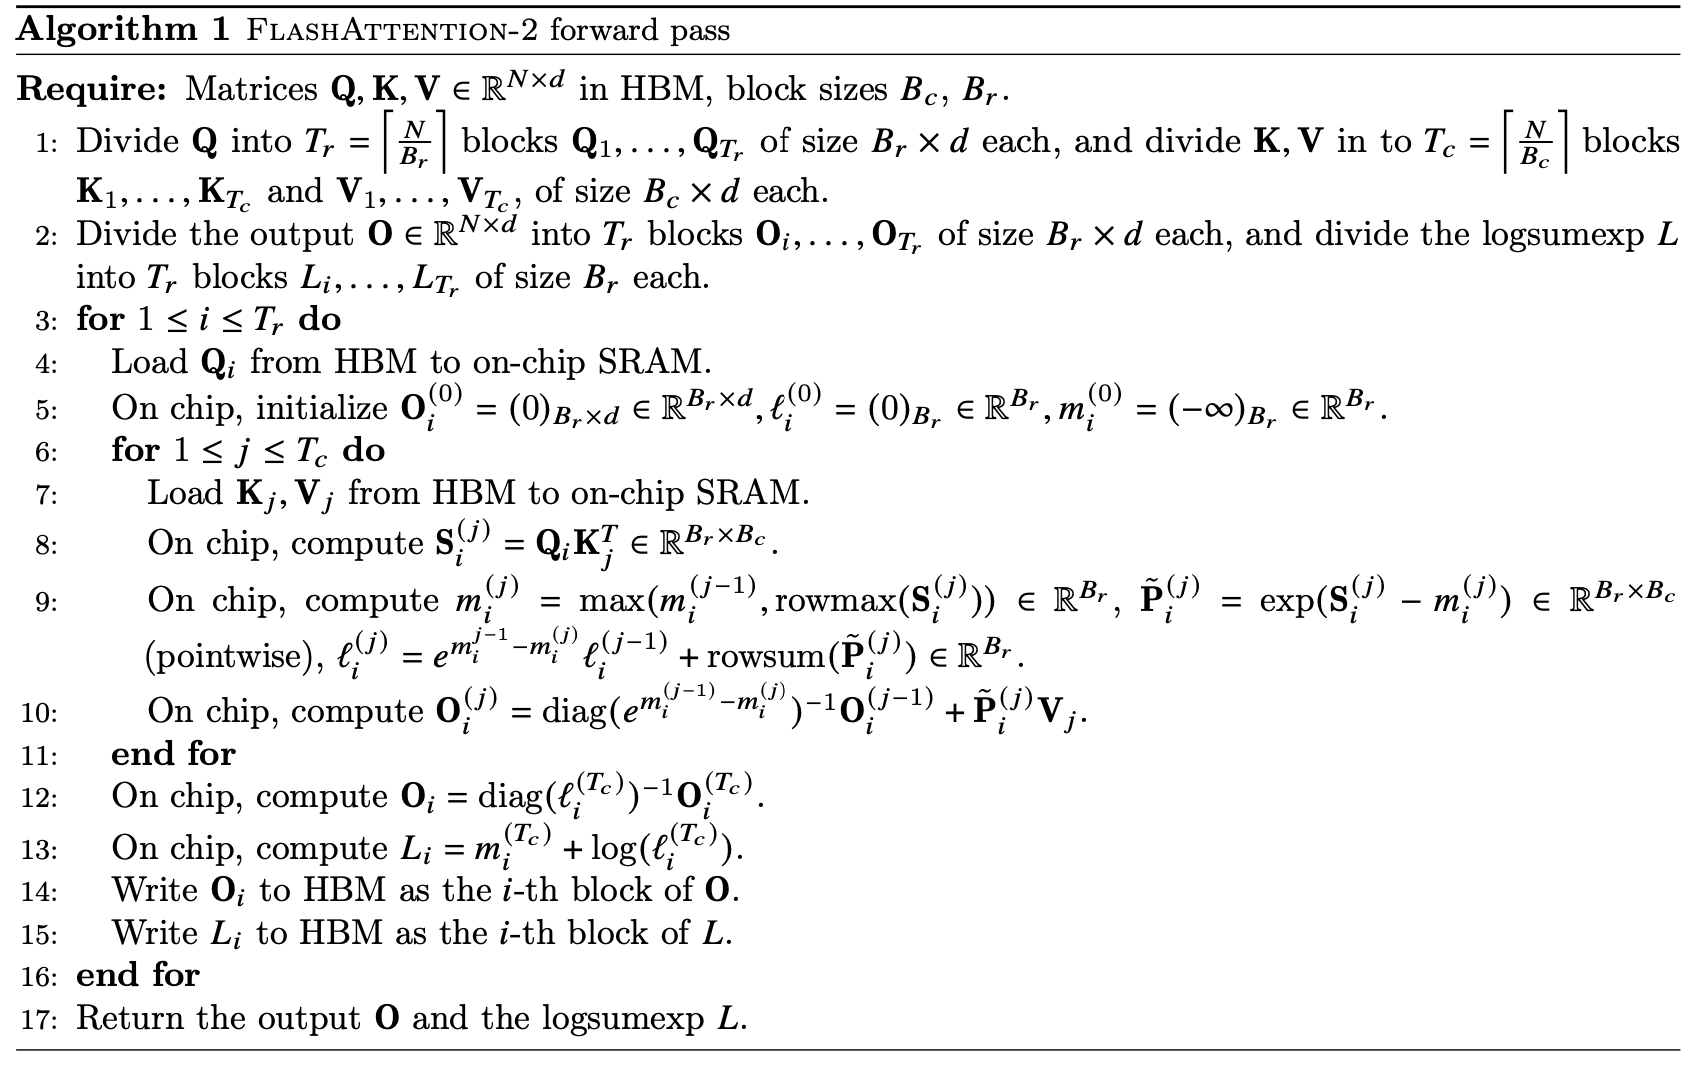 Algorithm 1 FlashAttention-2 forward pass
Require: Matrices Q, K, V ∈ ℝ^{N×d} in HBM, block sizes B_c, B_r.
1: Divide Q into T_r = ⌈N/B_r⌉ blocks Q_1, …, Q_{T_r} of size B_r × d each, and divide K, V in to T_c = ⌈N/B_c⌉ blocks
K_1, …, K_{T_c} and V_1, …, V_{T_c}, of size B_c × d each.
2: Divide the output O ∈ ℝ^{N×d} into T_r blocks O_i, …, O_{T_r} of size B_r × d each, and divide the logsumexp L
into T_r blocks L_i, …, L_{T_r} of size B_r each.
3: for 1 ≤ i ≤ T_r do
4: Load Q_i from HBM to on-chip SRAM.
5: On chip, initialize O_i^{(0)} = (0)_{B_r×d} ∈ ℝ^{B_r×d}, ℓ_i^{(0)} = (0)_{B_r} ∈ ℝ^{B_r}, m_i^{(0)} = (−∞)_{B_r} ∈ ℝ^{B_r}.
6: for 1 ≤ j ≤ T_c do
7: Load K_j, V_j from HBM to on-chip SRAM.
8: On chip, compute S_i^{(j)} = Q_i K_j^T ∈ ℝ^{B_r×B_c}.
9: On chip, compute m_i^{(j)} = max(m_i^{(j−1)}, rowmax(S_i^{(j)})) ∈ ℝ^{B_r}, P̃_i^{(j)} = exp(S_i^{(j)} − m_i^{(j)}) ∈ ℝ^{B_r×B_c}
(pointwise), ℓ_i^{(j)} = e^{m_i^{j−1} − m_i^{(j)}} ℓ_i^{(j−1)} + rowsum(P̃_i^{(j)}) ∈ ℝ^{B_r}.
10: On chip, compute O_i^{(j)} = diag(e^{m_i^{(j−1)} − m_i^{(j)}})^{−1} O_i^{(j−1)} + P̃_i^{(j)} V_j.
11: end for
12: On chip, compute O_i = diag(ℓ_i^{(T_c)})^{−1} O_i^{(T_c)}.
13: On chip, compute L_i = m_i^{(T_c)} + log(ℓ_i^{(T_c)}).
14: Write O_i to HBM as the i-th block of O.
15: Write L_i to HBM as the i-th block of L.
16: end for
17: Return the output O and the logsumexp L.